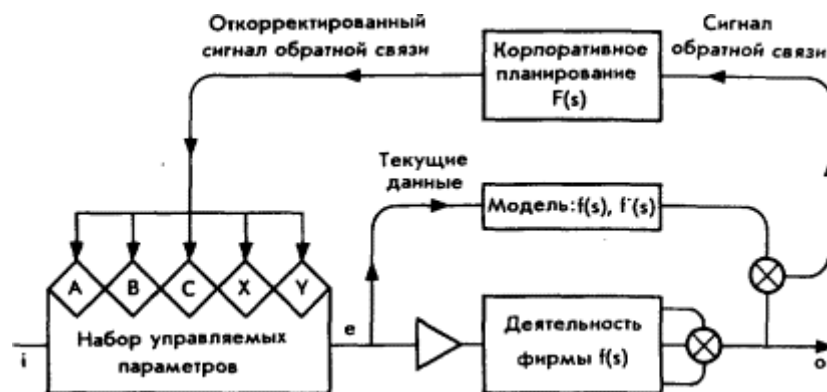 Откорректированный
сигнал обратной связи
Корпоративное
планирование
F(s)
Сигнал
обратной связи
Текущие
данные
Модель: f(s), f˜(s)
A B C X Y
Набор управляемых
параметров
i
e
Деятельность
фирмы f(s)
o